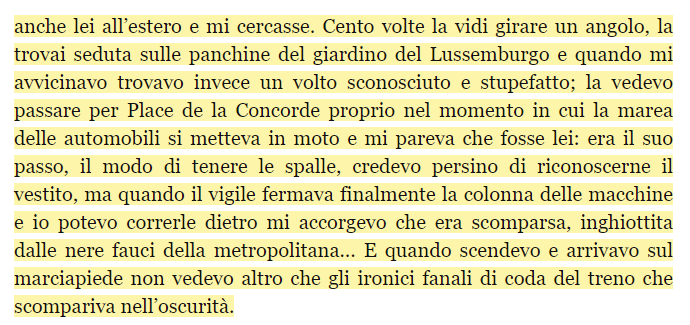 anche lei all’estero e mi cercasse. Cento volte la vidi girare un angolo, la
trovai seduta sulle panchine del giardino del Lussemburgo e quando mi
avvicinavo trovavo invece un volto sconosciuto e stupefatto; la vedevo
passare per Place de la Concorde proprio nel momento in cui la marea
delle automobili si metteva in moto e mi pareva che fosse lei: era il suo
passo, il modo di tenere le spalle, credevo persino di riconoscerne il
vestito, ma quando il vigile fermava finalmente la colonna delle macchine
e io potevo correrle dietro mi accorgevo che era scomparsa, inghiottita
dalle nere fauci della metropolitana... E quando scendevo e arrivavo sul
marciapiede non vedevo altro che gli ironici fanali di coda del treno che
scompariva nell’oscurità.